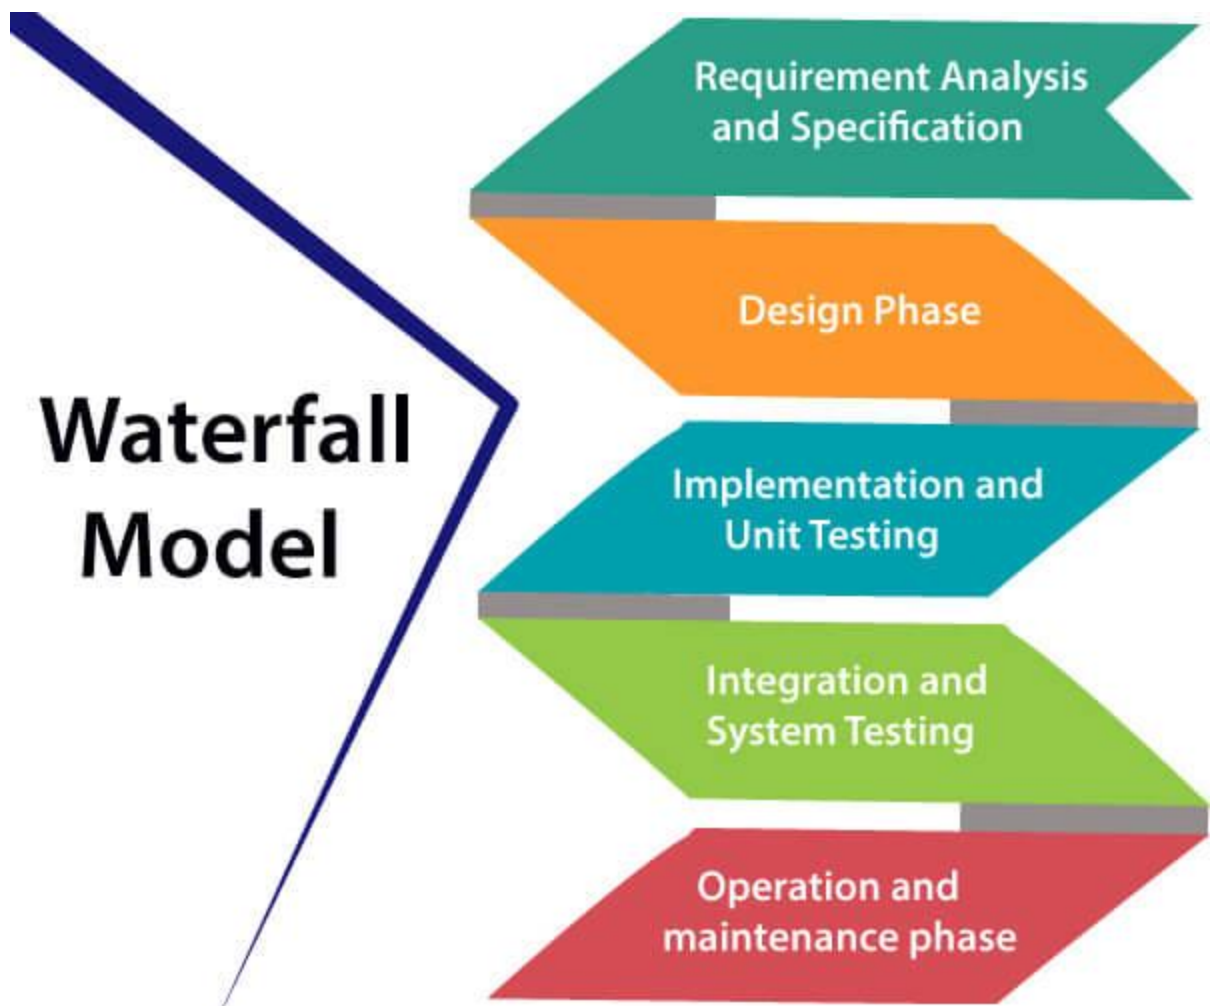 Waterfall
Model
Requirement Analysis
and Specification
Design Phase
Implementation and
Unit Testing
Integration and
System Testing
Operation and
maintenance phase